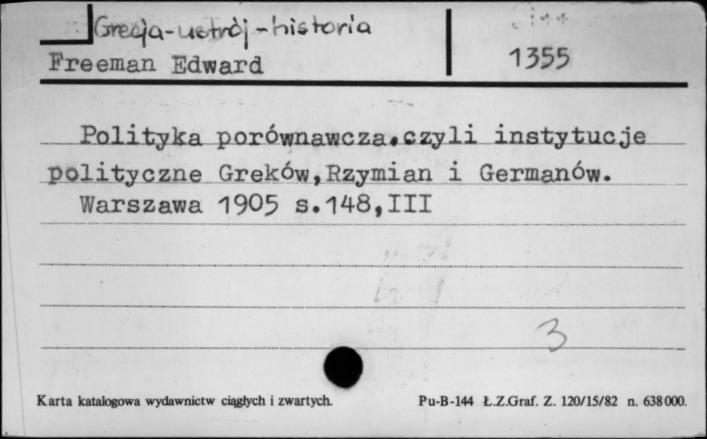 Grecja-ustrój-historia
Freeman Edward
1355
Polityka porównawcza.czyli instytucje
polityczne Greków,Rzymian i Germanów.
Warszawa 1905 s.148,III
3
Karta katalogowa wydawnictw ciągłych i zwartych.
Pu-B-144 Ł.Z.Graf. Z. 120/15/82 n. 638000.